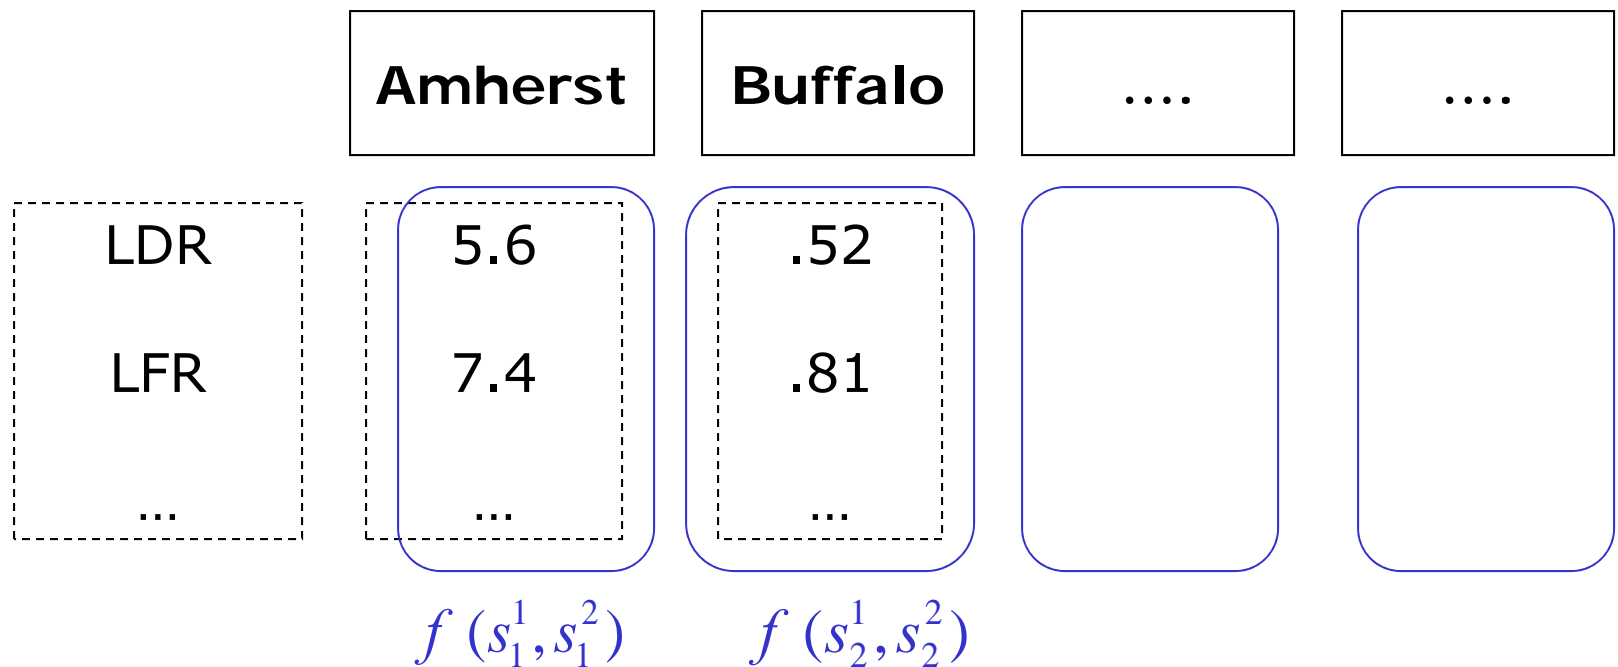 Amherst Buffalo .... ....
LDR 5.6 .52
LFR 7.4 .81
... ... ...
f (s₁¹, s₁²) f (s₂¹, s₂²)